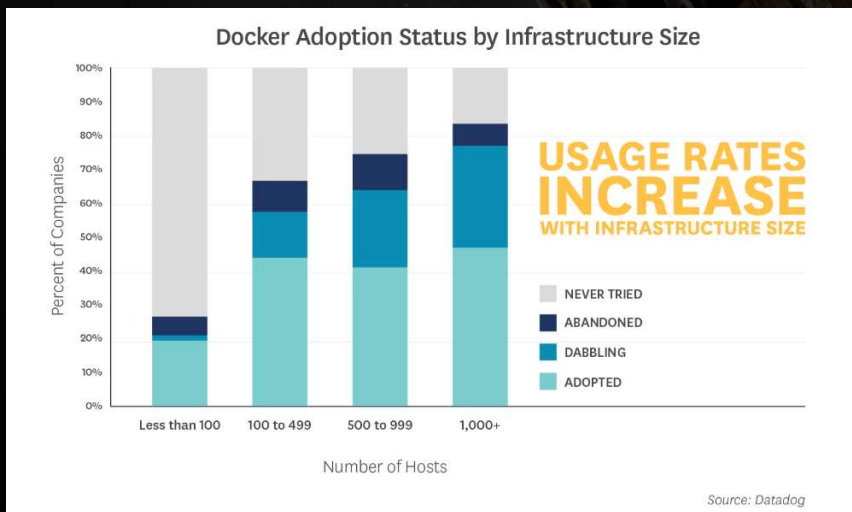 Docker Adoption Status by Infrastructure Size
Percent of Companies
100%
90%
80%
70%
60%
50%
40%
30%
20%
10%
0%
Less than 100
100 to 499
500 to 999
1,000+
Number of Hosts
USAGE RATES
INCREASE
WITH INFRASTRUCTURE SIZE
NEVER TRIED
ABANDONED
DABBLING
ADOPTED
Source: Datadog